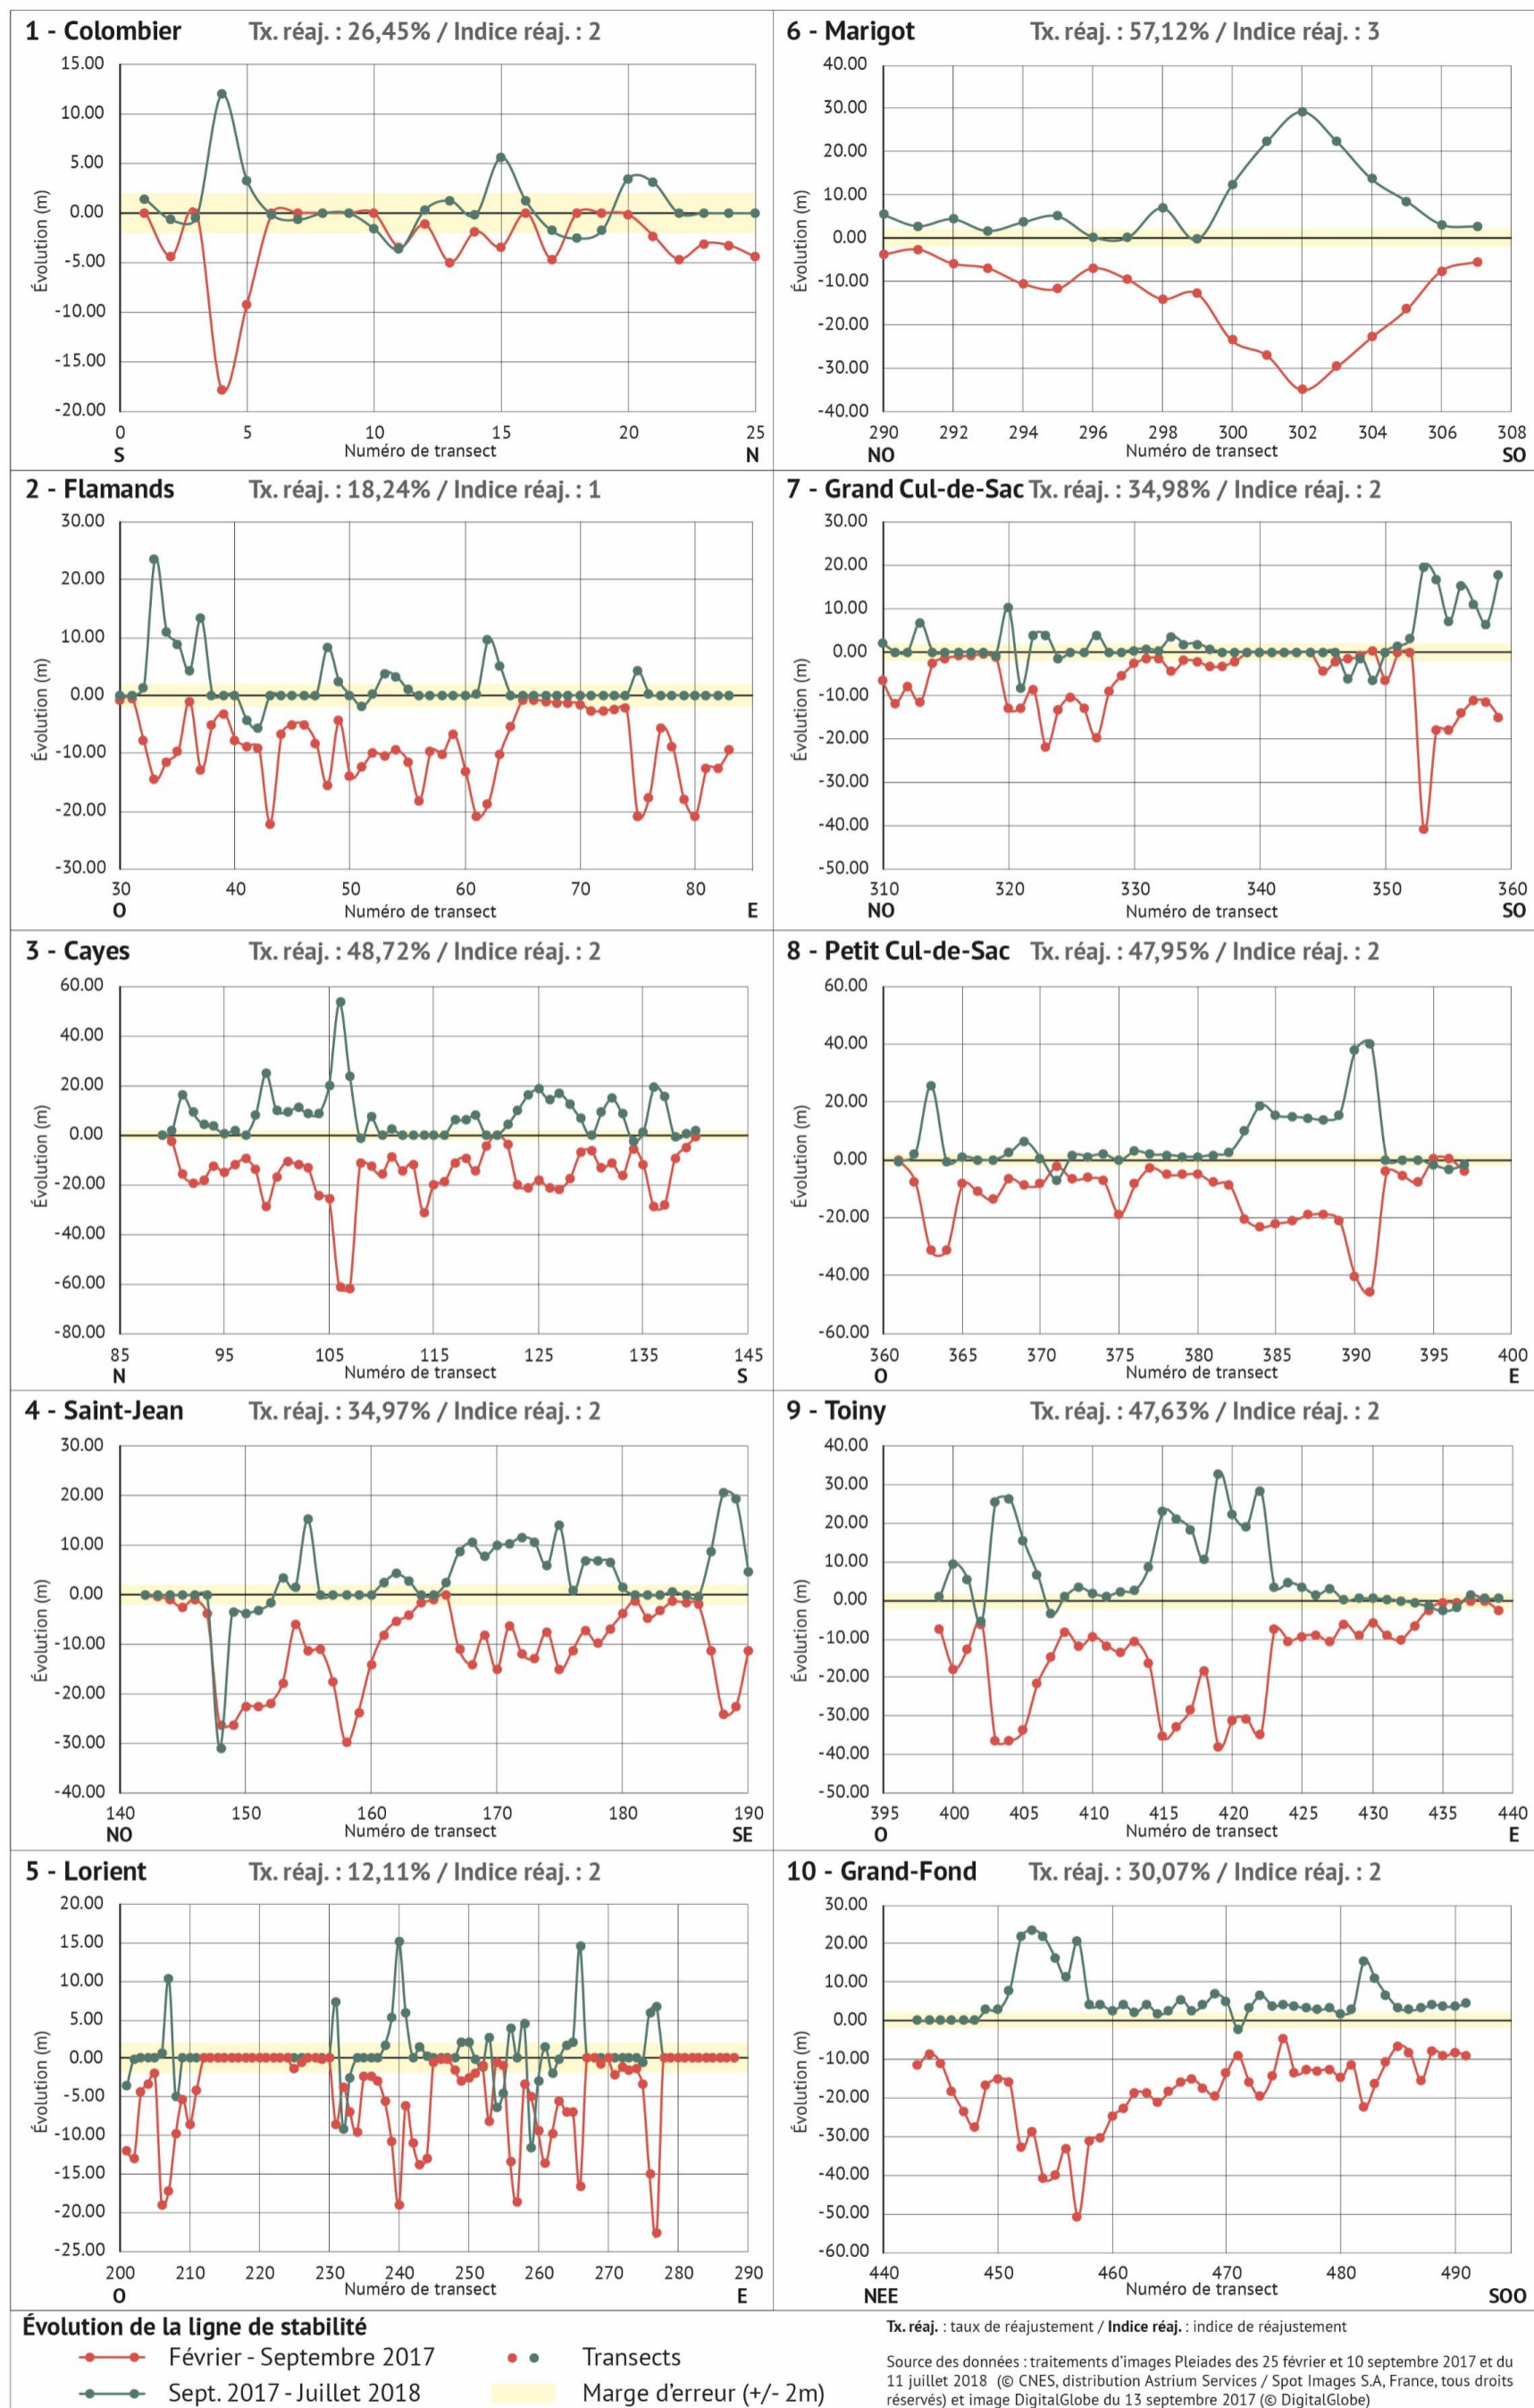 1 - Colombier Tx. réaj. : 26,45% / Indice réaj. : 2
Évolution (m)
15.00
10.00
5.00
0.00
-5.00
-10.00
-15.00
-20.00
0 5 10 15 20 25
S Numéro de transect N
6 - Marigot Tx. réaj. : 57,12% / Indice réaj. : 3
Évolution (m)
40.00
30.00
20.00
10.00
0.00
-10.00
-20.00
-30.00
-40.00
290 292 294 296 298 300 302 304 306 308
NO Numéro de transect SO
2 - Flamands Tx. réaj. : 18,24% / Indice réaj. : 1
Évolution (m)
30.00
20.00
10.00
0.00
-10.00
-20.00
-30.00
30 40 50 60 70 80
O Numéro de transect E
7 - Grand Cul-de-Sac Tx. réaj. : 34,98% / Indice réaj. : 2
Évolution (m)
30.00
20.00
10.00
0.00
-10.00
-20.00
-30.00
-40.00
-50.00
310 320 330 340 350 360
NO Numéro de transect SO
3 - Cayes Tx. réaj. : 48,72% / Indice réaj. : 2
Évolution (m)
60.00
40.00
20.00
0.00
-20.00
-40.00
-60.00
-80.00
85 95 105 115 125 135 145
N Numéro de transect S
8 - Petit Cul-de-Sac Tx. réaj. : 47,95% / Indice réaj. : 2
Évolution (m)
60.00
40.00
20.00
0.00
-20.00
-40.00
-60.00
360 365 370 375 380 385 390 395 400
O Numéro de transect E
4 - Saint-Jean Tx. réaj. : 34,97% / Indice réaj. : 2
Évolution (m)
30.00
20.00
10.00
0.00
-10.00
-20.00
-30.00
-40.00
140 150 160 170 180 190
NO Numéro de transect SE
9 - Toiny Tx. réaj. : 47,63% / Indice réaj. : 2
Évolution (m)
40.00
30.00
20.00
10.00
0.00
-10.00
-20.00
-30.00
-40.00
-50.00
395 400 405 410 415 420 425 430 435 440
O Numéro de transect E
5 - Lorient Tx. réaj. : 12,11% / Indice réaj. : 2
Évolution (m)
20.00
15.00
10.00
5.00
0.00
-5.00
-10.00
-15.00
-20.00
-25.00
200 210 220 230 240 250 260 270 280 290
O Numéro de transect E
10 - Grand-Fond Tx. réaj. : 30,07% / Indice réaj. : 2
Évolution (m)
30.00
20.00
10.00
0.00
-10.00
-20.00
-30.00
-40.00
-50.00
-60.00
440 450 460 470 480 490
NEE Numéro de transect SOO
Évolution de la ligne de stabilité
Février - Septembre 2017
Sept. 2017 - Juillet 2018
Transects
Marge d'erreur (+/- 2m)
Tx. réaj. : taux de réajustement / Indice réaj. : indice de réajustement
Source des données : traitements d'images Pleiades des 25 février et 10 septembre 2017 et du
11 juillet 2018 (© CNES, distribution Astrium Services / Spot Images S.A, France, tous droits
réservés) et image DigitalGlobe du 13 septembre 2017 (© DigitalGlobe)